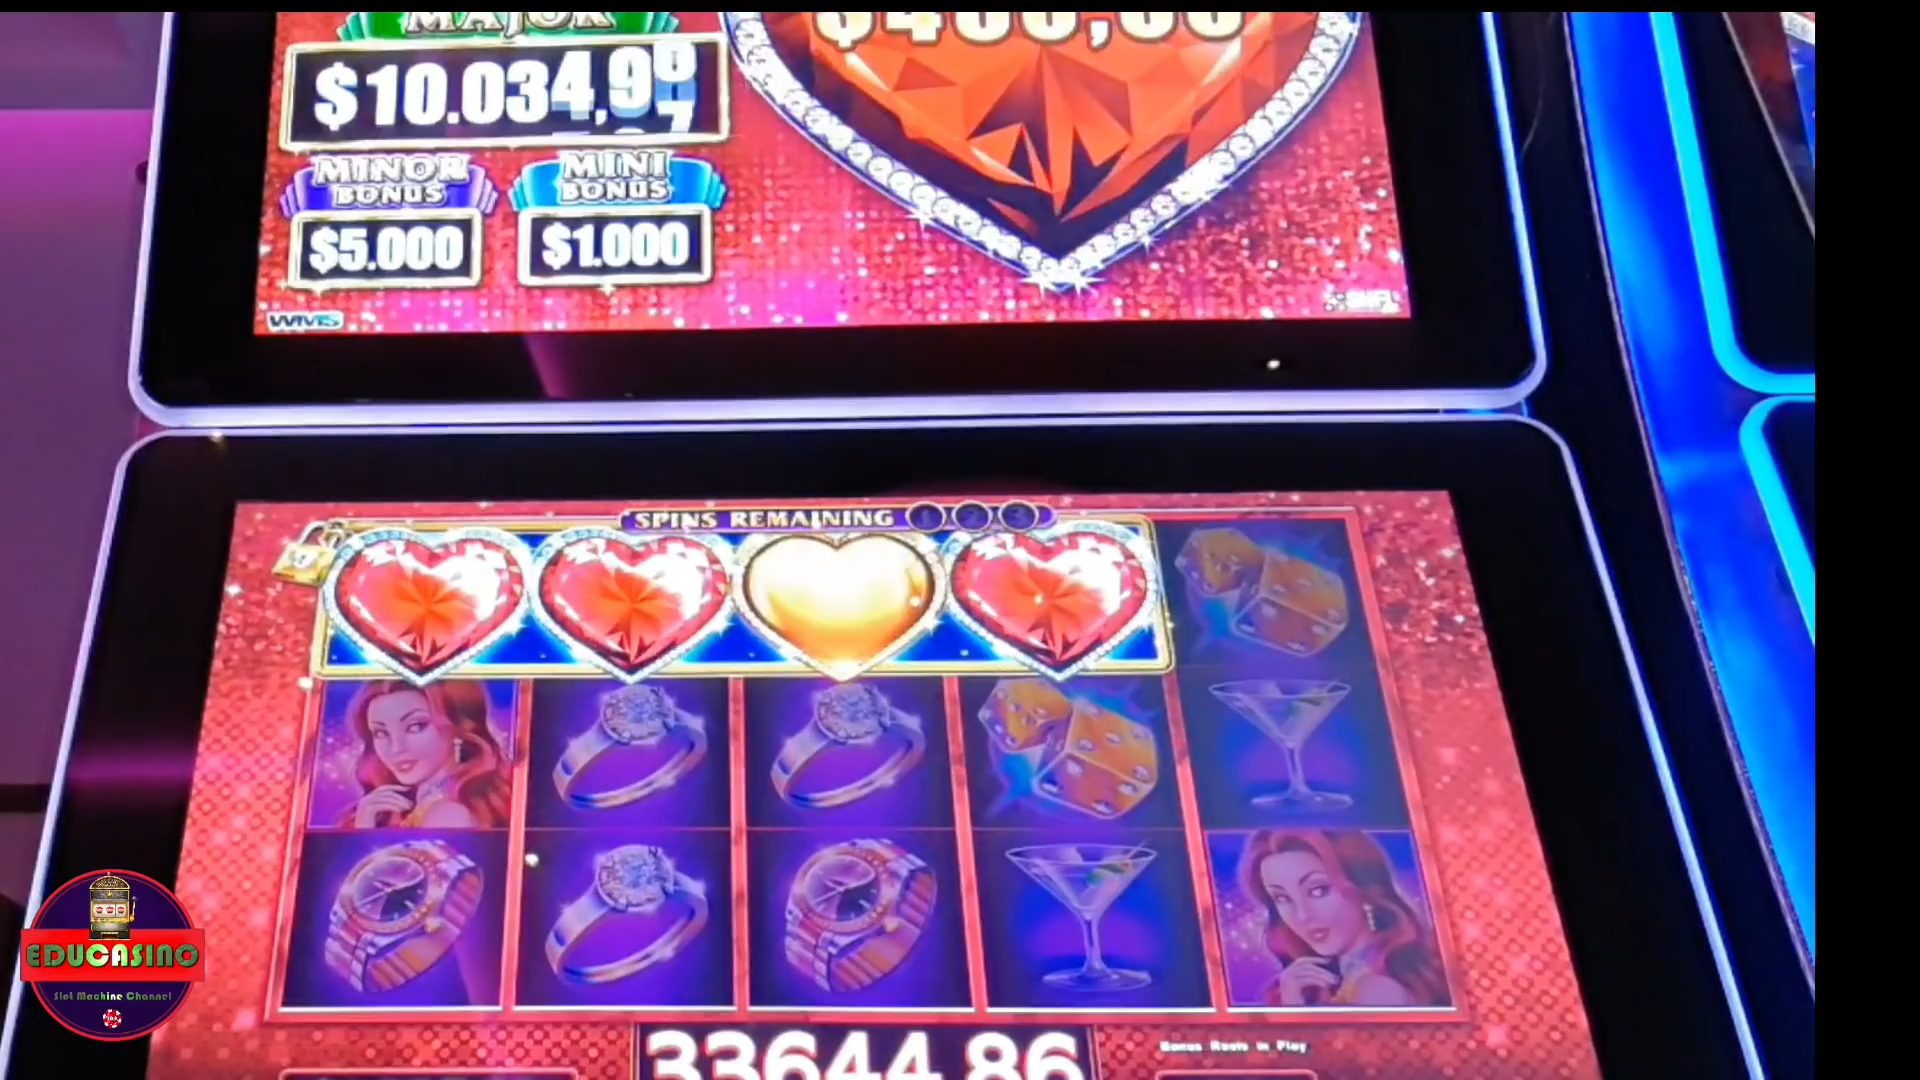 MAJOR
$10.034,9
MINOR
BONUS
MINI
BONUS
$5.000
$1.000
WMS
SPINS REMAINING 1 2 3
EDUCASINO
Slot Machine Channel
33644.86
Bonus Reels in Play